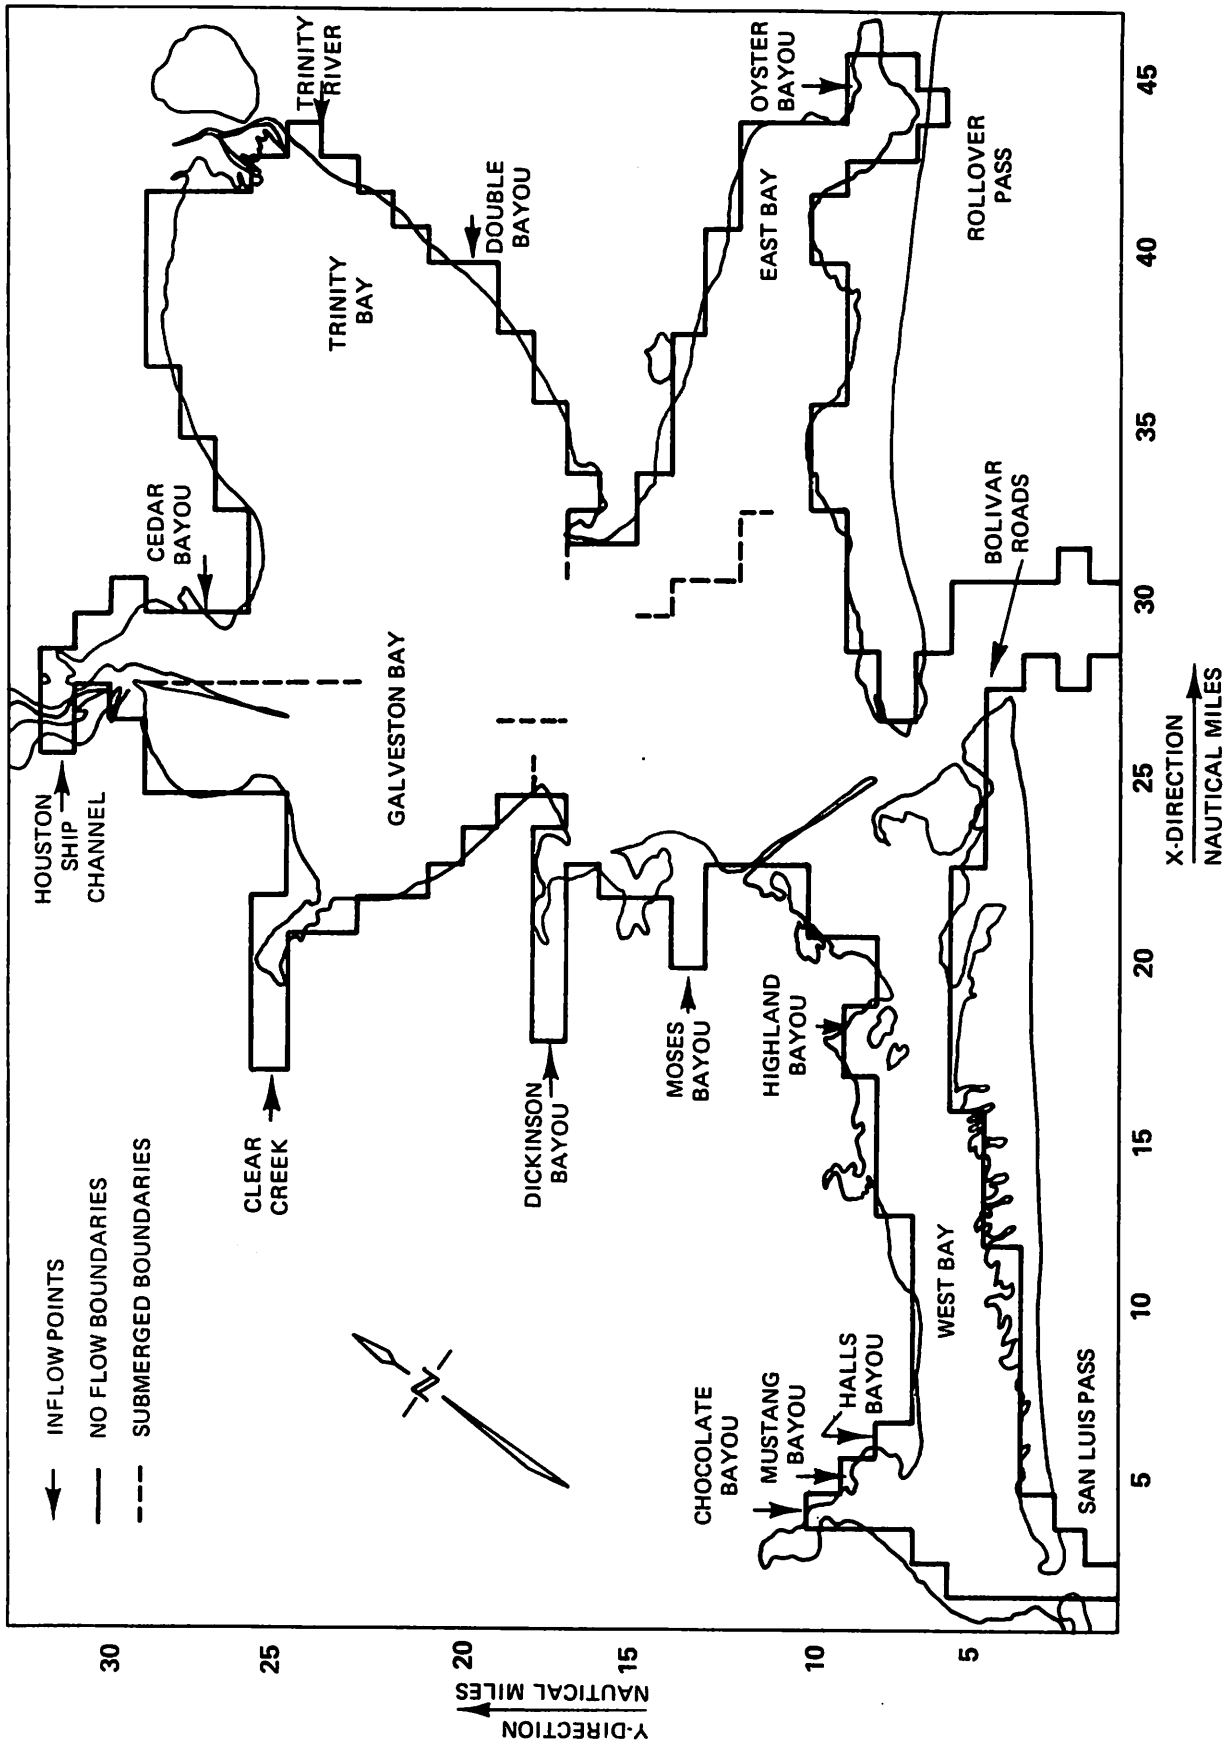 INFLOW POINTS
NO FLOW BOUNDARIES
SUBMERGED BOUNDARIES
HOUSTON
SHIP
CHANNEL
CEDAR
BAYOU
TRINITY
RIVER
TRINITY
BAY
DOUBLE
BAYOU
CLEAR
CREEK
GALVESTON BAY
DICKINSON
BAYOU
MOSES
BAYOU
OYSTER
BAYOU
EAST BAY
HIGHLAND
BAYOU
CHOCOLATE
BAYOU
MUSTANG
BAYOU
HALLS
BAYOU
WEST BAY
ROLLOVER
PASS
BOLIVAR
ROADS
SAN LUIS PASS
N
30
25
20
15
10
5
Y-DIRECTION
NAUTICAL MILES
5
10
15
20
25
30
35
40
45
X-DIRECTION
NAUTICAL MILES